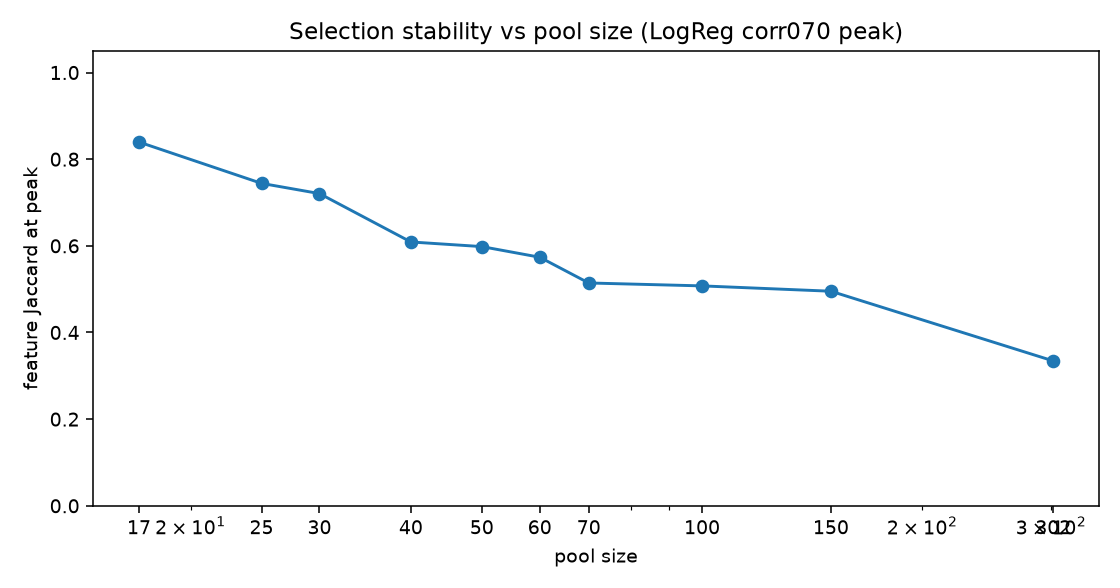 Selection stability vs pool size (LogReg corr070 peak)
feature Jaccard at peak
1.0
0.8
0.6
0.4
0.2
0.0
17 2 × 10¹ 25 30 40 50 60 70 100 150 2 × 10² 3 × 10²
pool size